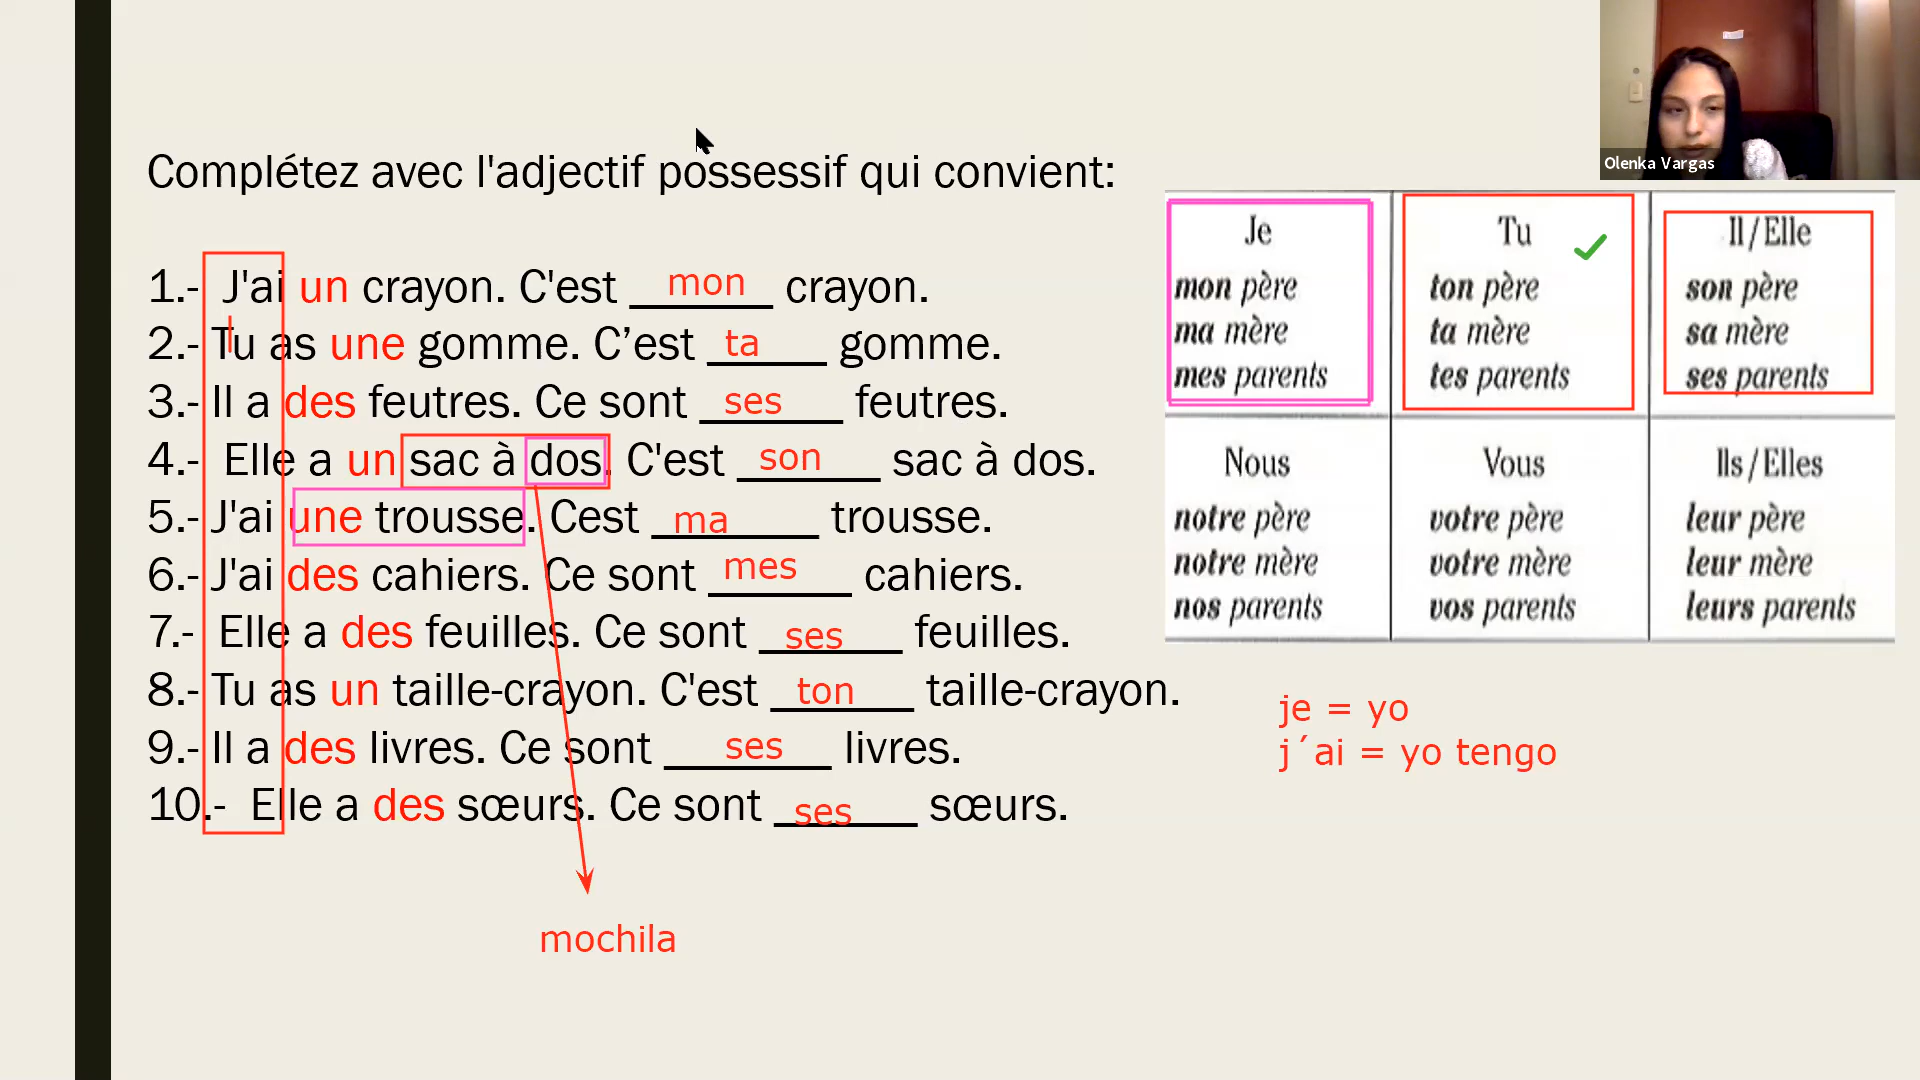 Olenka Vargas
Complétez avec l'adjectif possessif qui convient:
1.- J'ai un crayon. C'est mon crayon.
2.- Tu as une gomme. C’est ta gomme.
3.- Il a des feutres. Ce sont ses feutres.
4.- Elle a un sac à dos. C'est son sac à dos.
5.- J'ai une trousse. Cest ma trousse.
6.- J'ai des cahiers. Ce sont mes cahiers.
7.- Elle a des feuilles. Ce sont ses feuilles.
8.- Tu as un taille-crayon. C'est ton taille-crayon.
9.- Il a des livres. Ce sont ses livres.
10.- Elle a des sœurs. Ce sont ses sœurs.
mochila
Je
mon père
ma mère
mes parents
Tu
ton père
ta mère
tes parents
Il/Elle
son père
sa mère
ses parents
Nous
notre père
notre mère
nos parents
Vous
votre père
votre mère
vos parents
Ils/Elles
leur père
leur mère
leurs parents
je = yo
j´ai = yo tengo